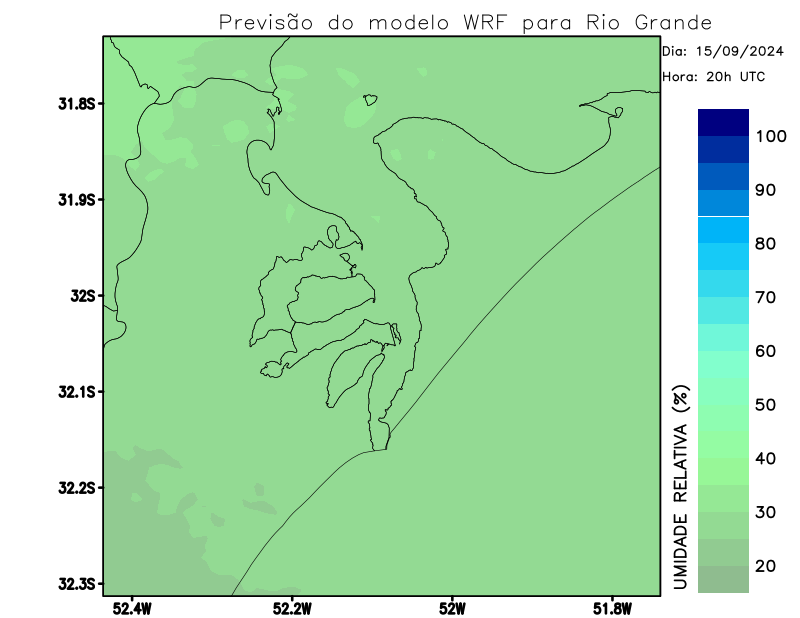 Previsão do modelo WRF para Rio Grande
Dia: 15/09/2024
Hora: 20h UTC
31.8S
31.9S
32S
32.1S
32.2S
32.3S
52.4W
52.2W
52W
51.8W
UMIDADE RELATIVA (%)
100
90
80
70
60
50
40
30
20